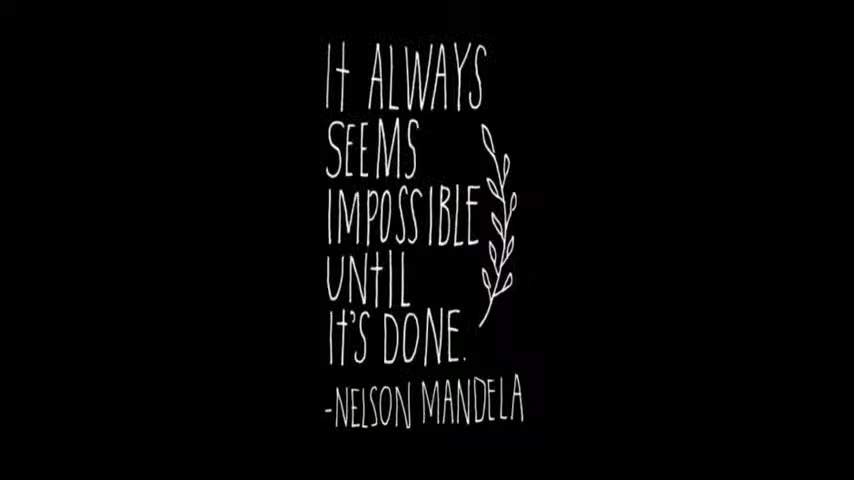 It ALWAYS
SEEMS
IMPOSSIBLE
UNtIL
It'S DONE.
-NELSON MANDELA